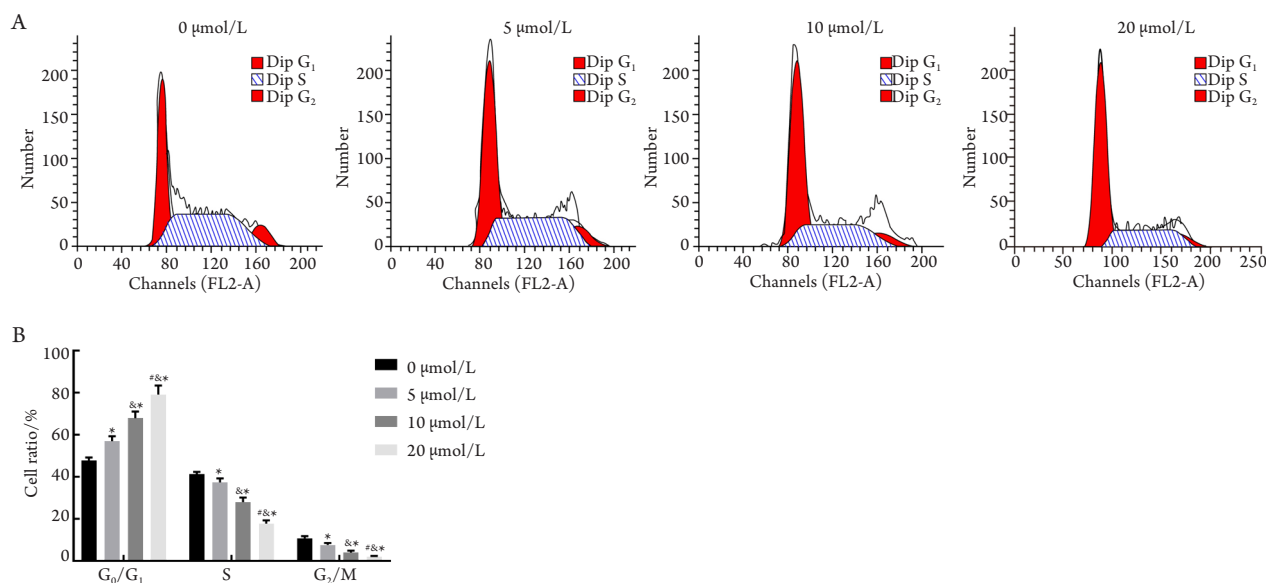 A
0 µmol/L
200
150
100
50
0
Number
0 40 80 120 160 200
Channels (FL2-A)
Dip G₁
Dip S
Dip G₂
5 µmol/L
200
150
100
50
0
Number
0 40 80 120 160 200
Channels (FL2-A)
Dip G₁
Dip S
Dip G₂
10 µmol/L
200
150
100
50
0
Number
0 40 80 120 160 200
Channels (FL2-A)
Dip G₁
Dip S
Dip G₂
20 µmol/L
200
150
100
50
0
Number
0 40 80 100 160 200 250
Channels (FL2-A)
Dip G₁
Dip S
Dip G₂
B
100
80
60
40
20
0
Cell ratio/%
* &* #&*
* &* #&*
* &* #&*
G₀/G₁ S G₂/M
0 µmol/L
5 µmol/L
10 µmol/L
20 µmol/L